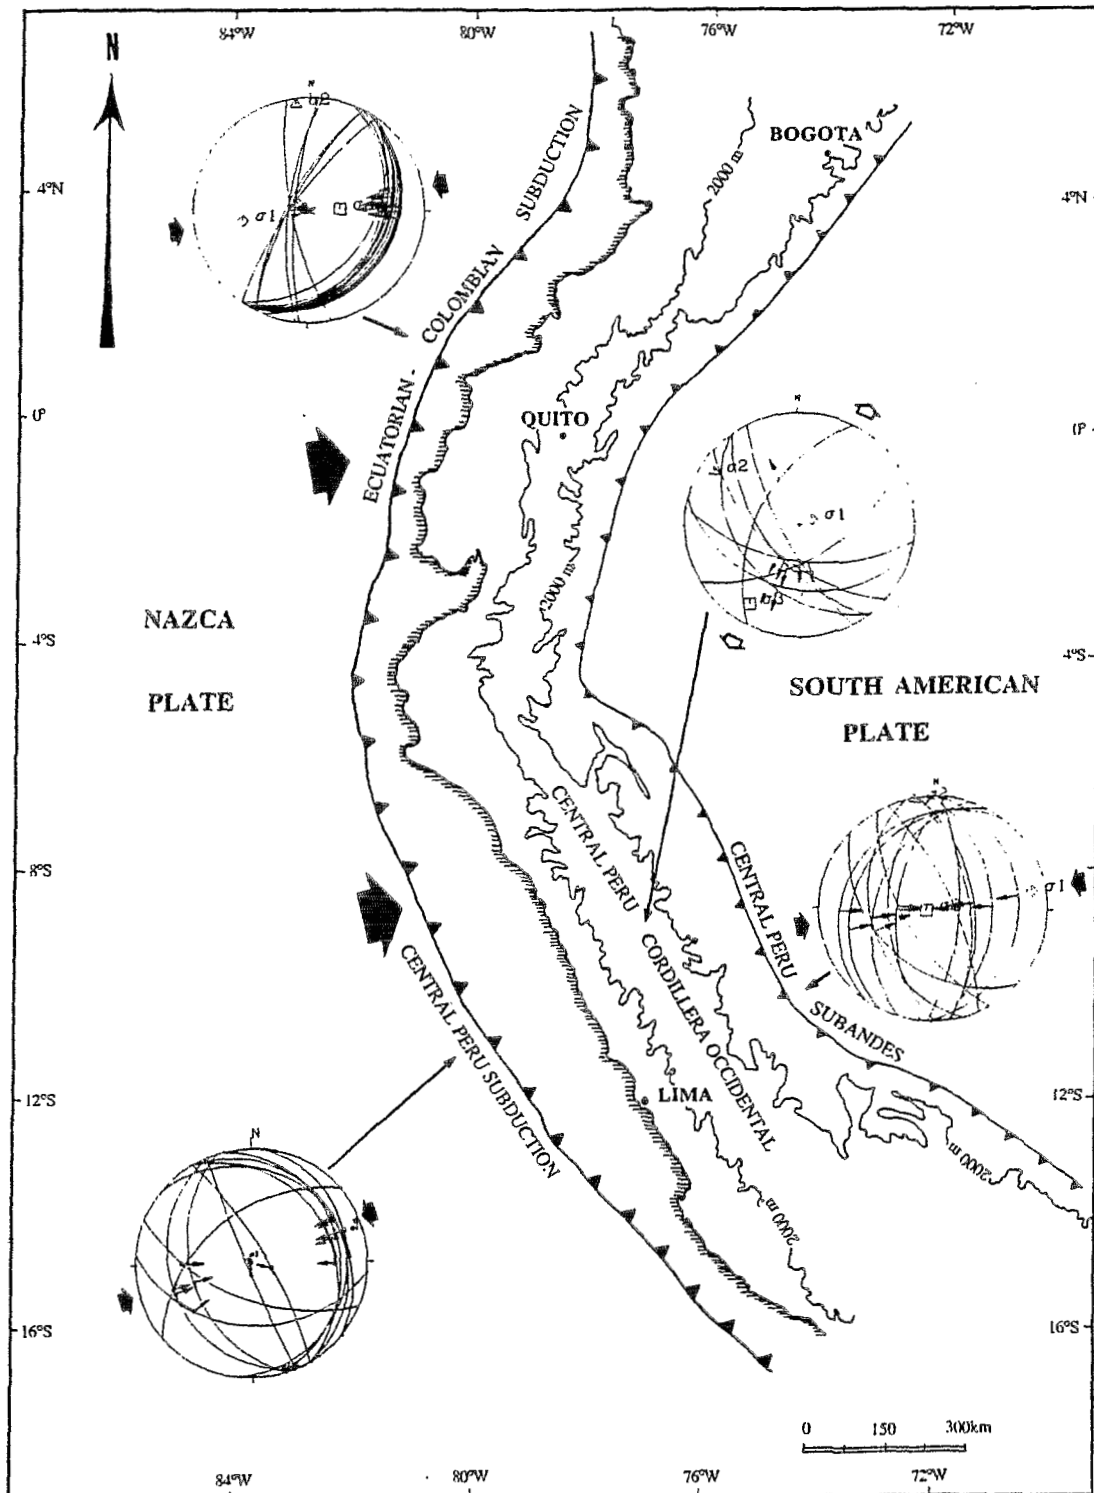 84°W 80°W 76°W 72°W
N
BOGOTA
2000 m
SUBDUCTION
4°N 4°N
N
σ1
COLOMBIAN
ECUATORIAN -
QUITO
0°
N
σ2
σ1
2000 m
NAZCA
PLATE
4°S 4°S
SOUTH AMERICAN
PLATE
N
σ1
CENTRAL PERU
CORDILLERA OCCIDENTAL
CENTRAL PERU
SUBANDES
8°S
CENTRAL PERU SUBDUCTION
LIMA
12°S 12°S
2000 m
2000 m
N
16°S 16°S
0 150 300km
84°W 80°W 76°W 72°W